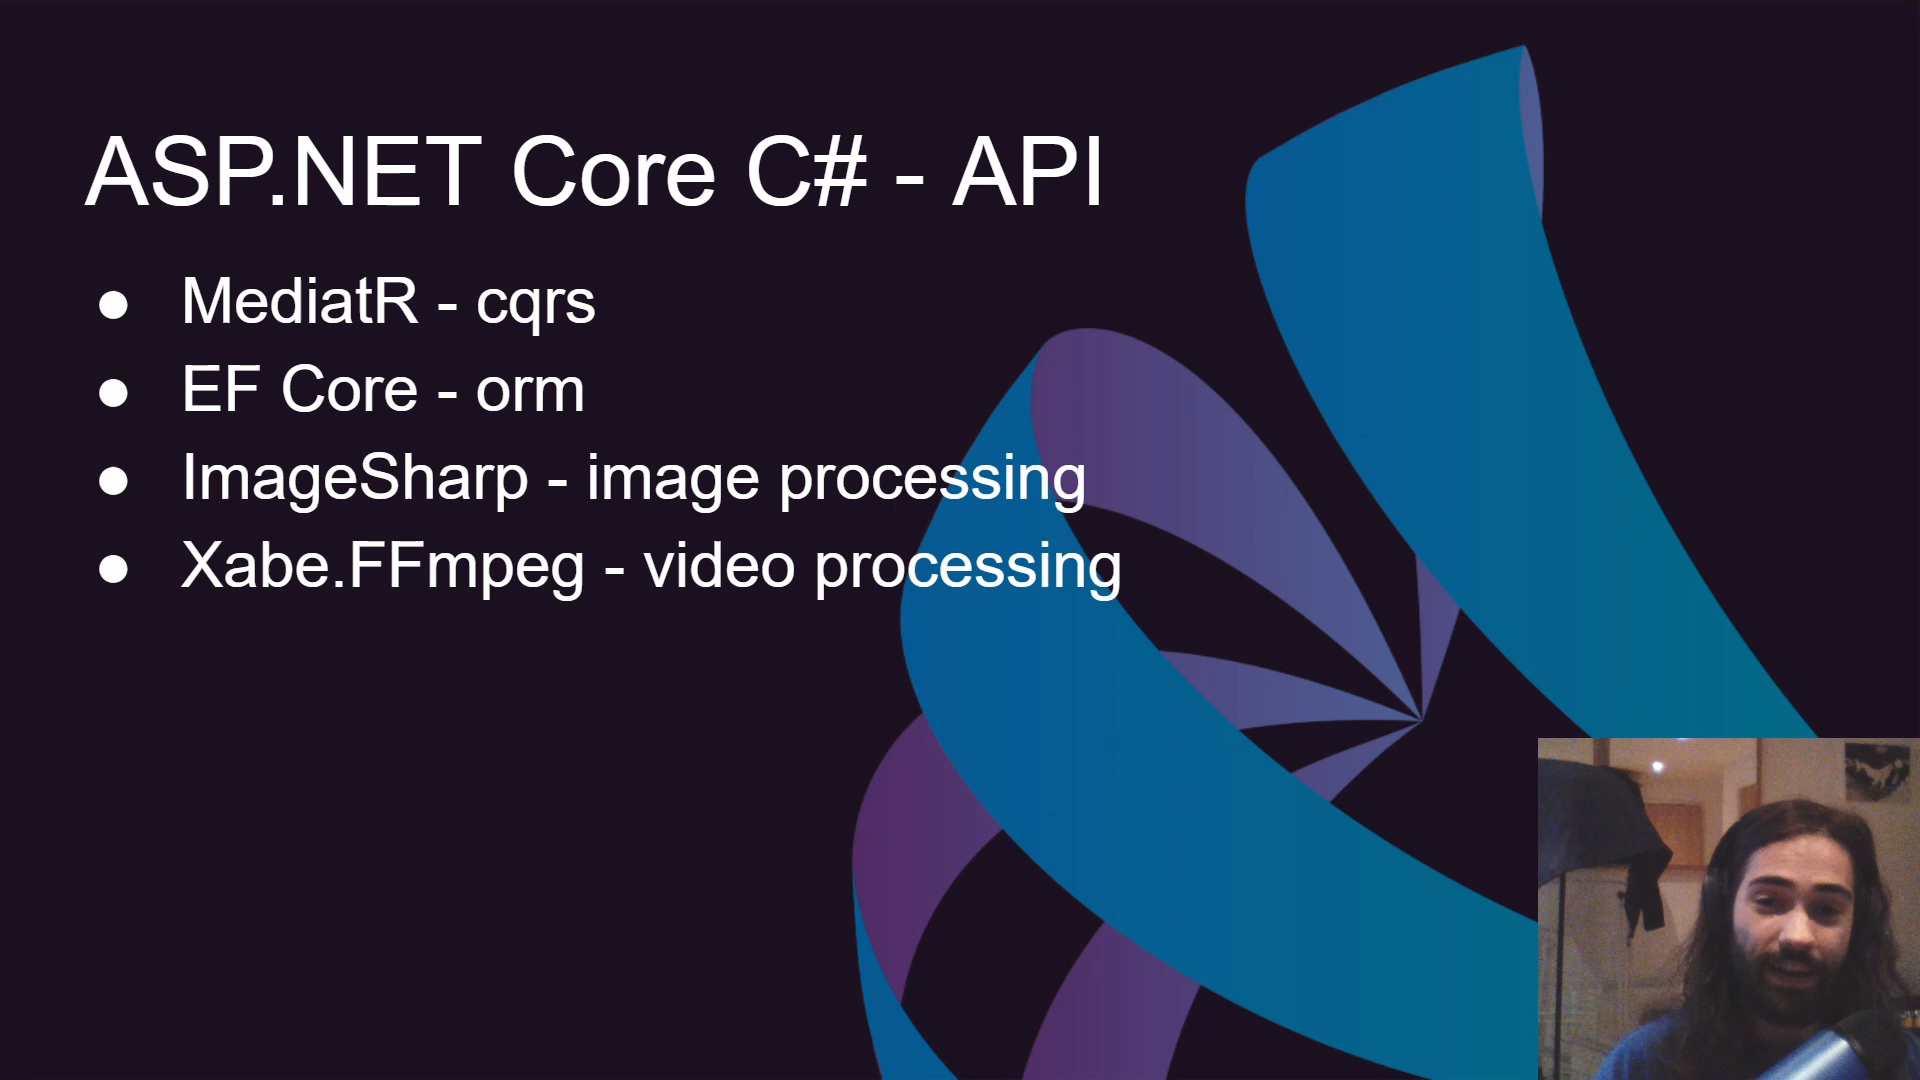 ASP.NET Core C# - API
● MediatR - cqrs
● EF Core - orm
● ImageSharp - image processing
● Xabe.FFmpeg - video processing